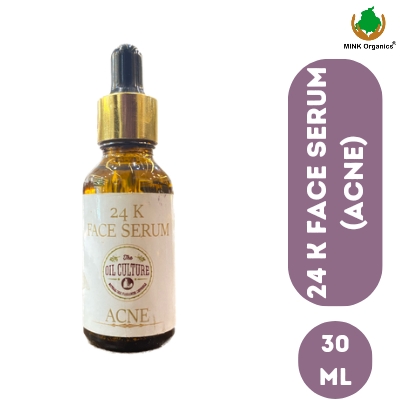 MINK Organics®
24 K
FACE SERUM
The
OIL CULTURE
ACNE
24 K FACE SERUM
(ACNE)
30
ML